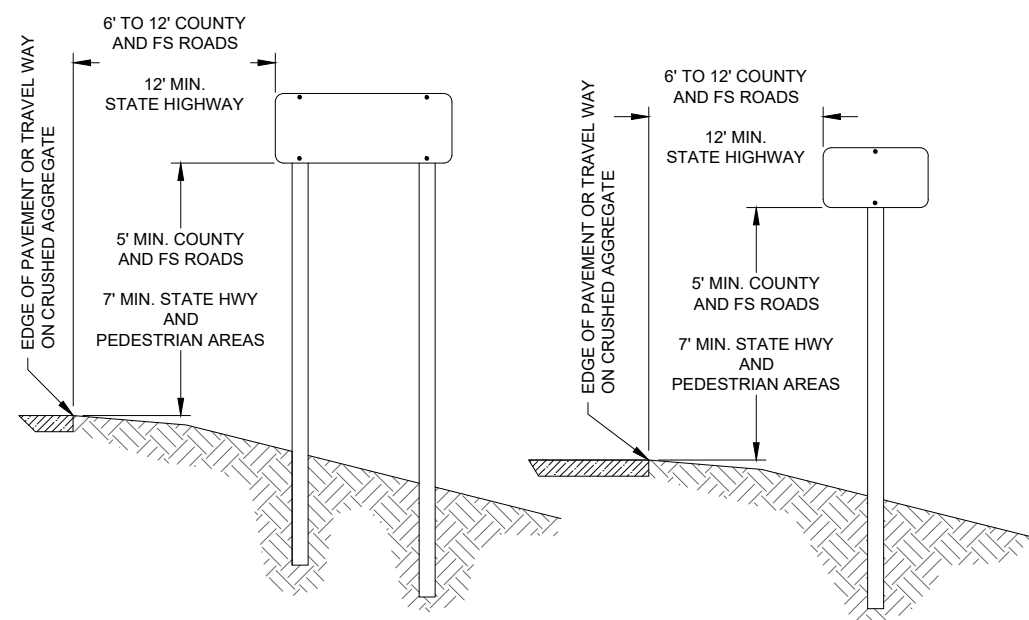 6' TO 12' COUNTY
AND FS ROADS
12' MIN.
STATE HIGHWAY
EDGE OF PAVEMENT OR TRAVEL WAY
ON CRUSHED AGGREGATE
5' MIN. COUNTY
AND FS ROADS
7' MIN. STATE HWY
AND
PEDESTRIAN AREAS
6' TO 12' COUNTY
AND FS ROADS
12' MIN.
STATE HIGHWAY
EDGE OF PAVEMENT OR TRAVEL WAY
ON CRUSHED AGGREGATE
5' MIN. COUNTY
AND FS ROADS
7' MIN. STATE HWY
AND
PEDESTRIAN AREAS